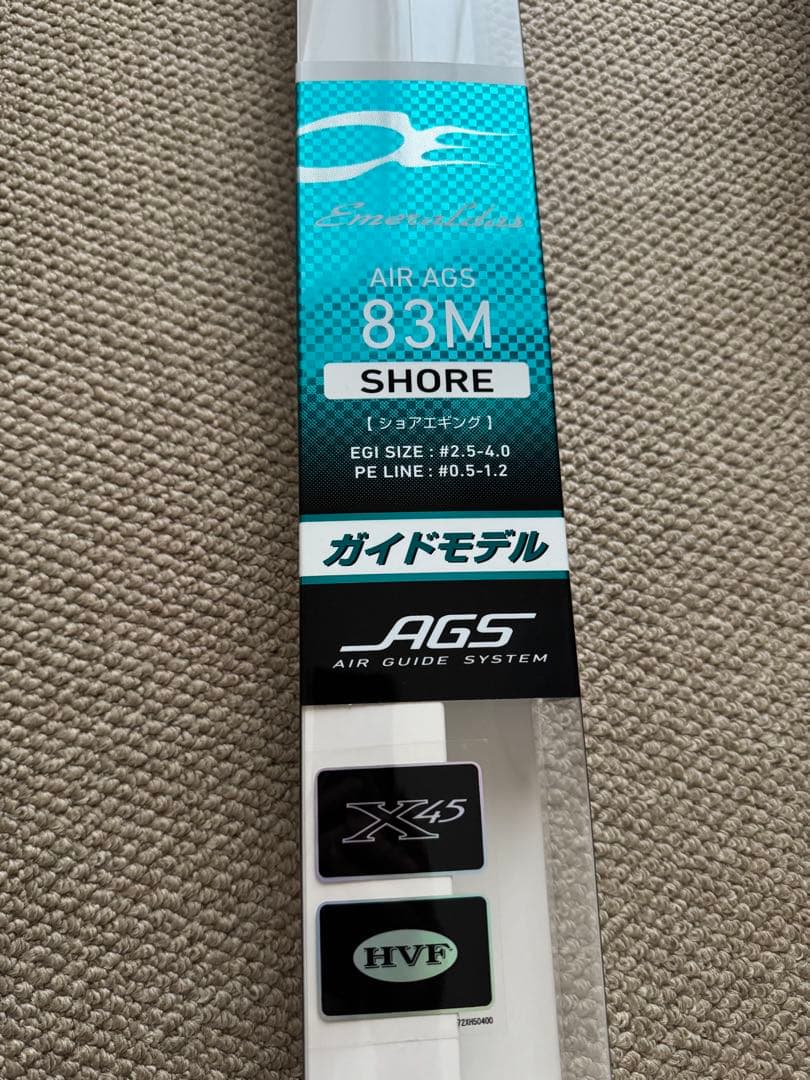 Emeraldas
AIR AGS
83M
SHORE
【ショアエギング】
EGI SIZE : #2.5-4.0
PE LINE : #0.5-1.2
ガイドモデル
AGS
AIR GUIDE SYSTEM
X45
HVF
72XH50400